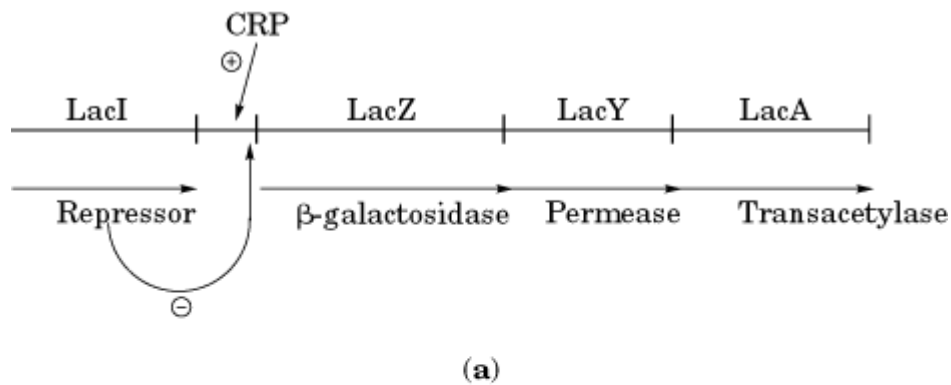 CRP
⊕
LacI LacZ LacY LacA
Repressor β-galactosidase Permease Transacetylase
⊖
(a)